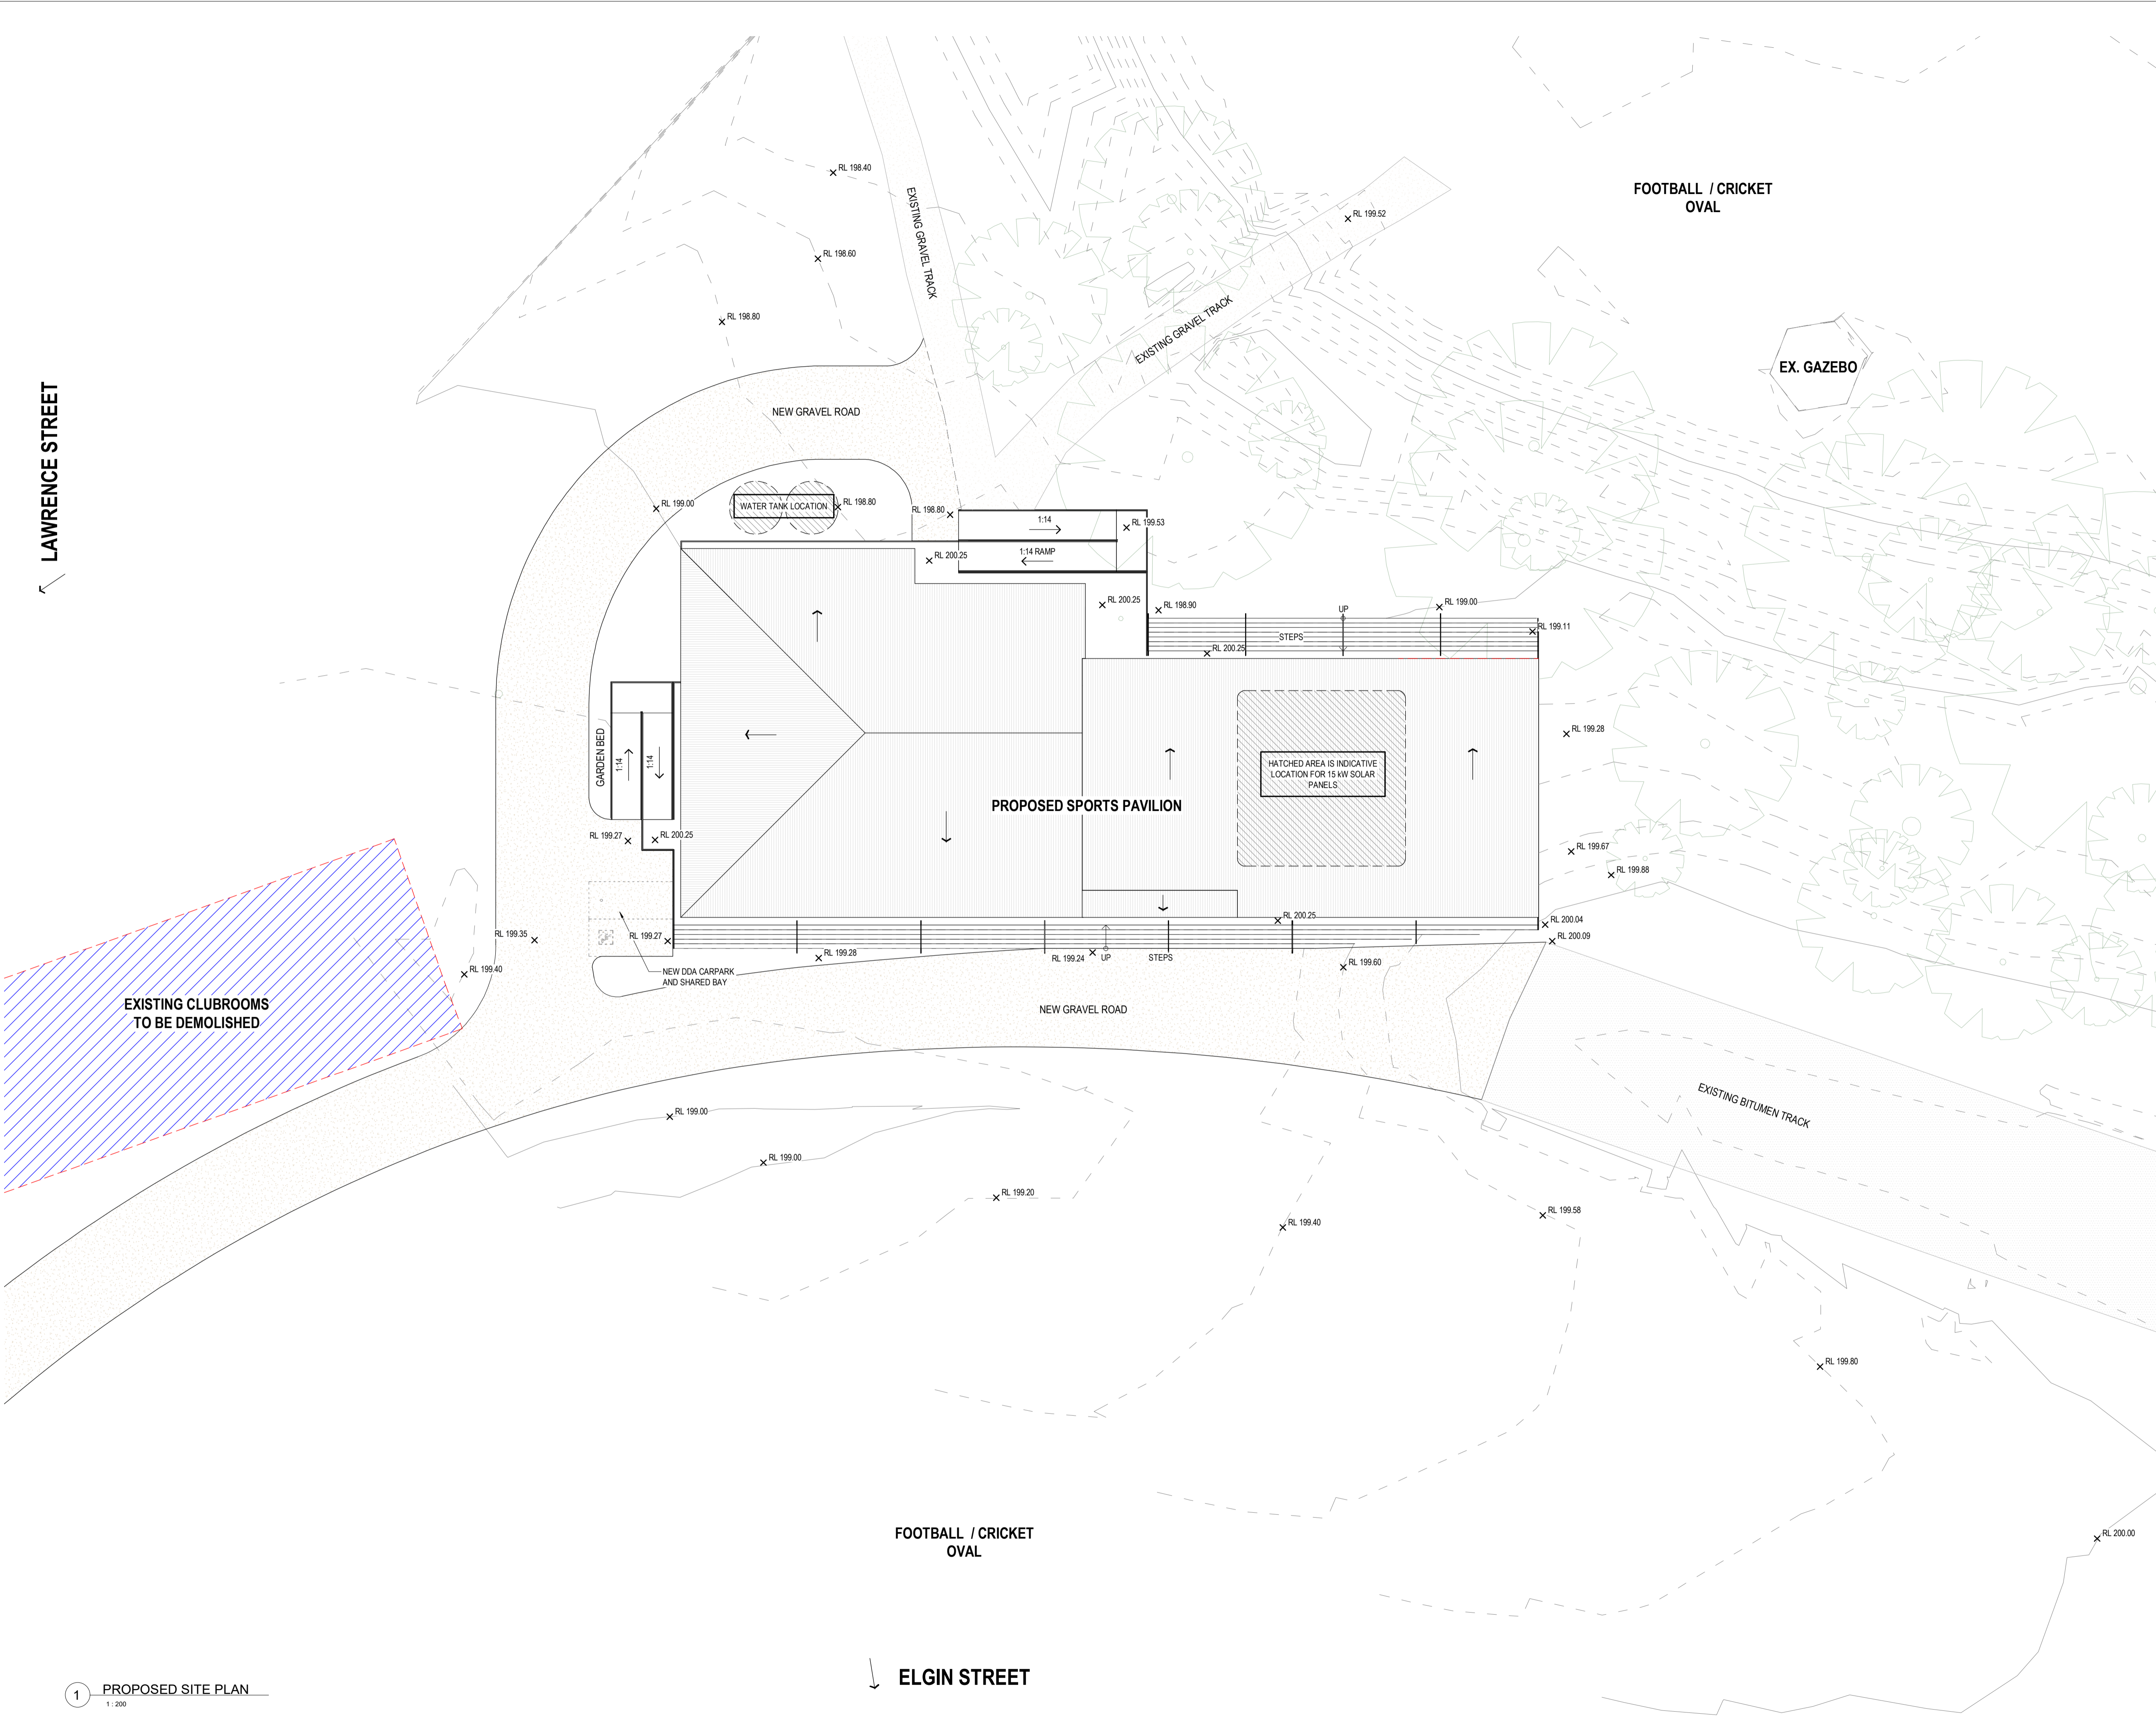 RL 198.40
EXISTING GRAVEL TRACK
RL 199.52
FOOTBALL / CRICKET
OVAL
RL 198.60
RL 198.80
EXISTING GRAVEL TRACK
EX. GAZEBO
LAWRENCE STREET
NEW GRAVEL ROAD
RL 199.00
WATER TANK LOCATION
RL 198.80
RL 198.80
1:14
RL 199.53
1:14 RAMP
RL 200.25
RL 200.25
RL 198.90
UP
RL 199.00
STEPS
RL 199.11
RL 200.25
RL 199.28
GARDEN BED
1:14
1:14
HATCHED AREA IS INDICATIVE
LOCATION FOR 15 kW SOLAR
PANELS
PROPOSED SPORTS PAVILION
RL 199.27
RL 200.25
RL 199.67
RL 199.88
RL 200.25
RL 200.04
RL 199.35
RL 199.27
RL 200.09
RL 199.28
RL 199.24
UP
STEPS
RL 199.60
RL 199.40
NEW DDA CARPARK
AND SHARED BAY
EXISTING CLUBROOMS
TO BE DEMOLISHED
NEW GRAVEL ROAD
EXISTING BITUMEN TRACK
RL 199.00
RL 199.00
RL 199.20
RL 199.40
RL 199.58
RL 199.80
FOOTBALL / CRICKET
OVAL
RL 200.00
ELGIN STREET
1
PROPOSED SITE PLAN
1 : 200